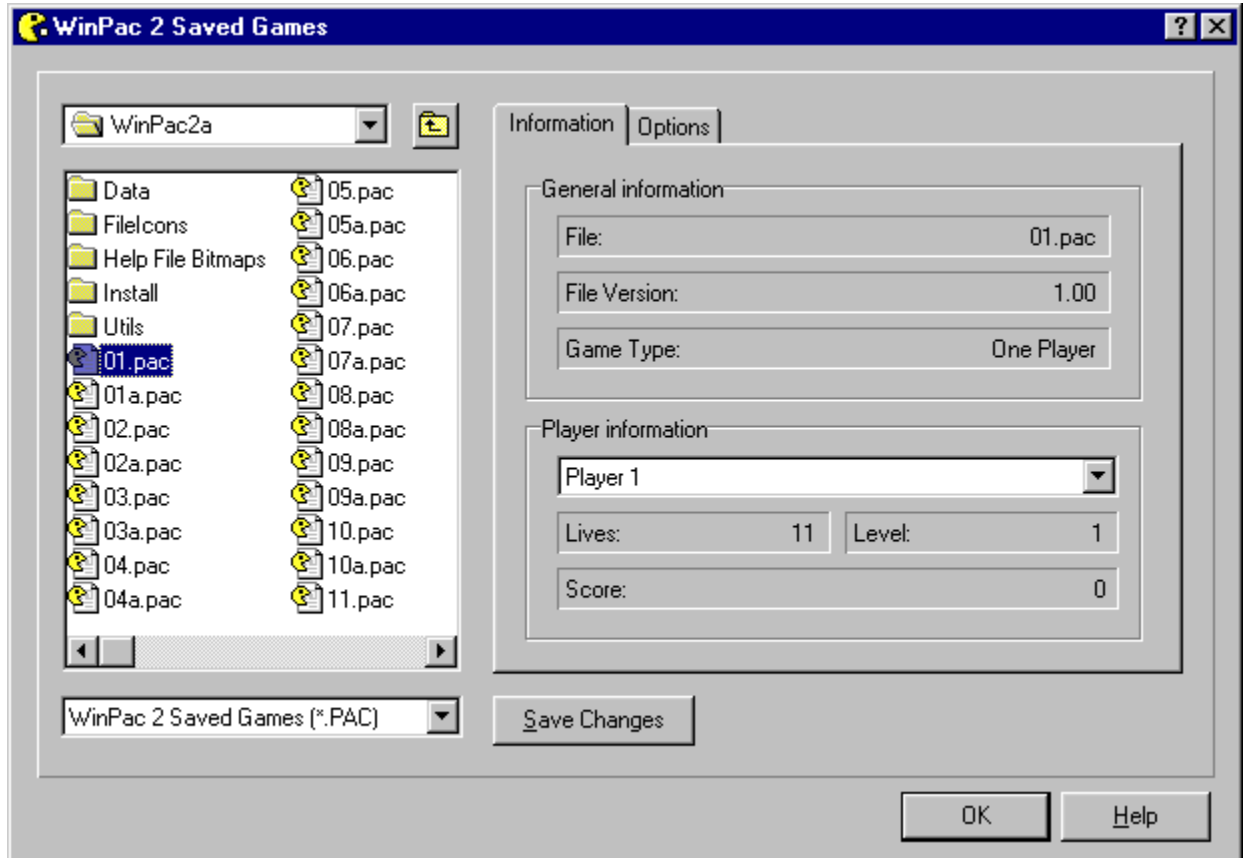 WinPac 2 Saved Games
WinPac2a
Data
FileIcons
Help File Bitmaps
Install
Utils
01.pac
01a.pac
02.pac
02a.pac
03.pac
03a.pac
04.pac
04a.pac
05.pac
05a.pac
06.pac
06a.pac
07.pac
07a.pac
08.pac
08a.pac
09.pac
09a.pac
10.pac
10a.pac
11.pac
WinPac 2 Saved Games (*.PAC)
Information
Options
General information
File: 01.pac
File Version: 1.00
Game Type: One Player
Player information
Player 1
Lives: 11 Level: 1
Score: 0
Save Changes
OK
Help